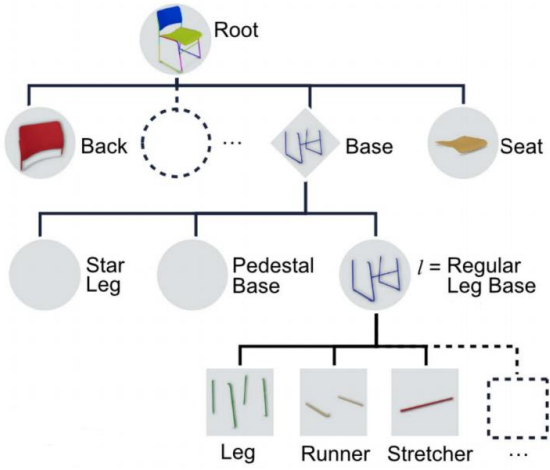 Root
Back
...
Base
Seat
Star
Leg
Pedestal
Base
l = Regular
Leg Base
Leg
Runner
Stretcher
...